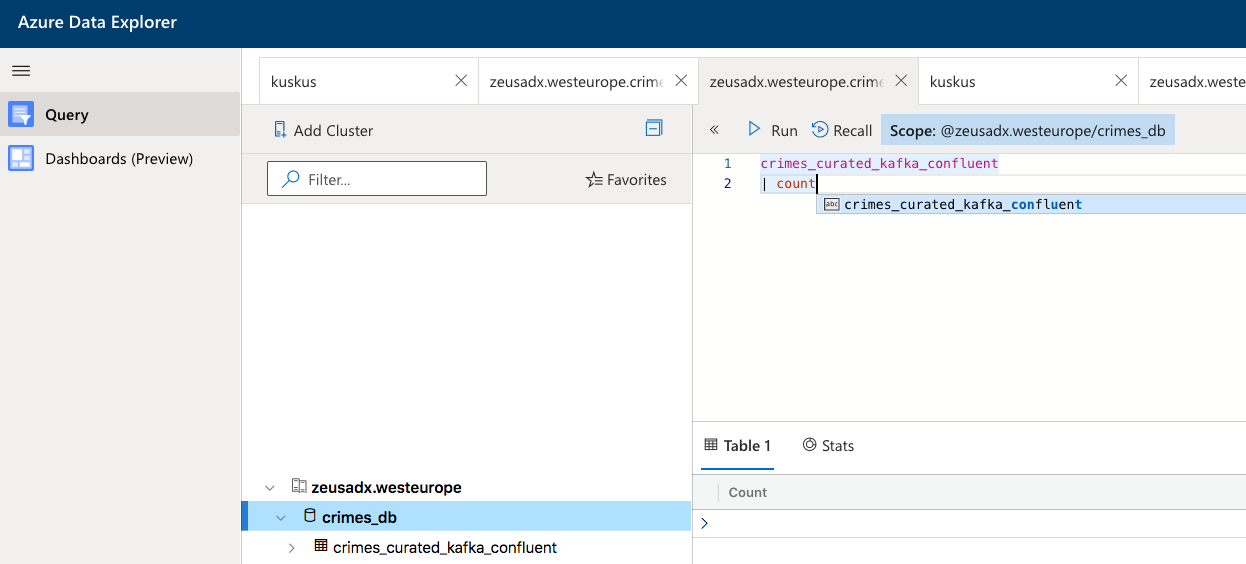 Azure Data Explorer
Query
Dashboards (Preview)
kuskus
zeusadx.westeurope.crime
zeusadx.westeurope.crime
kuskus
zeusadx.weste
Add Cluster
Filter...
Favorites
zeusadx.westeurope
crimes_db
crimes_curated_kafka_confluent
Run
Recall
Scope: @zeusadx.westeurope/crimes_db
1 crimes_curated_kafka_confluent
2 | count
abc crimes_curated_kafka_confluent
Table 1
Stats
Count